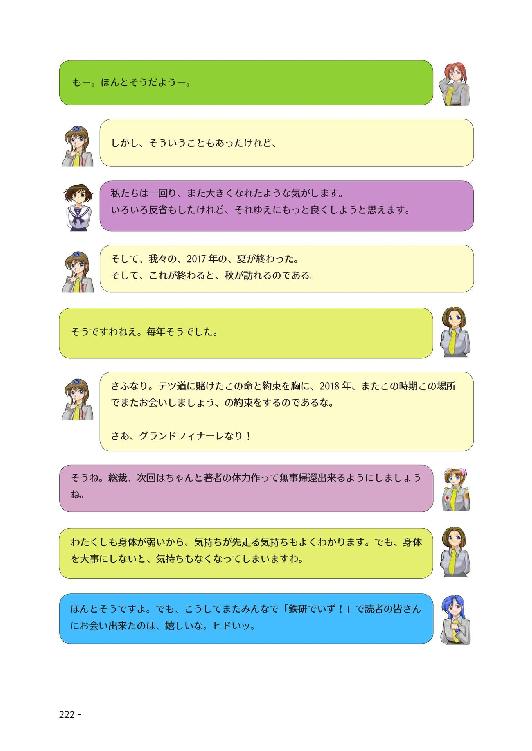 もー。ほんとそうだようー。
しかし、そういうこともあったけれど、
私たちは一回り、また大きくなれたような気がします。
いろいろ反省もしたけれど、それゆえにもっと良くしようと思えます。
そして、我々の、2017年の、夏が終わった。
そして、これが終わると、秋が訪れるのである。
そうですわねえ。毎年そうでした。
さふなり。テツ道に賭けたこの命と約束を胸に、2018年、またこの時期この場所
でまたお会いしましょう、の約束をするのであるな。
さあ、グランドフィナーレなり！
そうね。総裁、次回はちゃんと著者の体力作って無事帰還出来るようにしましょう
ね。
わたくしも身体が弱いから、気持ちが先走る気持ちもよくわかります。でも、身体
を大事にしないと、気持ちもなくなってしまいますわ。
ほんとそうですよ。でも、こうしてまたみんなで「鉄研でいず！」で読者の皆さん
にお会い出来たのは、嬉しいな。ヒドいッ。
222 -